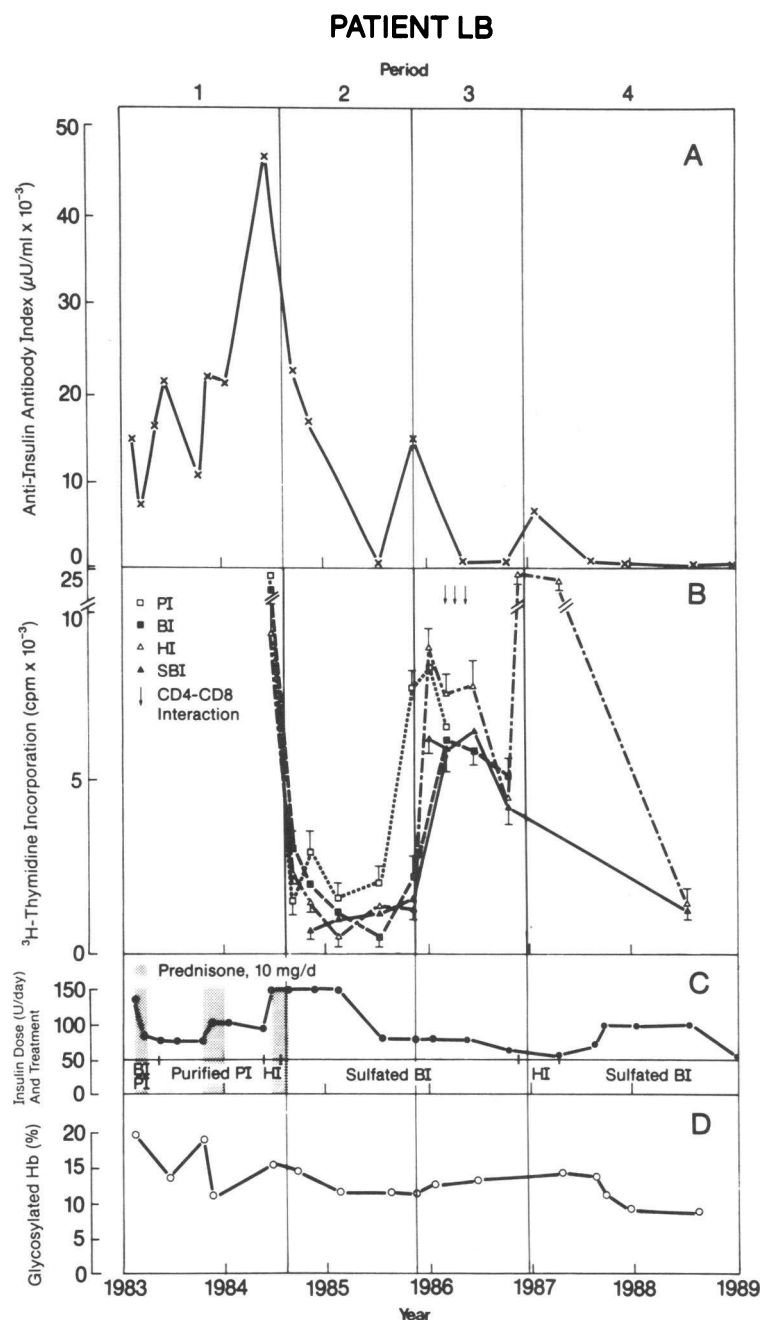 PATIENT LB
Period
1 2 3 4
A
Anti-Insulin Antibody Index (µU/ml x 10⁻³)
50
40
30
20
10
0
B
³H-Thymidine Incorporation (cpm x 10⁻³)
25
10
5
0
PI
BI
HI
SBI
CD4-CD8
Interaction
C
Insulin Dose (U/day)
And Treatment
Prednisone, 10 mg/d
150
100
50
0
BI
PI
Purified PI
HI
Sulfated BI
HI
Sulfated BI
D
Glycosylated Hb (%)
20
15
10
5
0
1983 1984 1985 1986 1987 1988 1989
Year